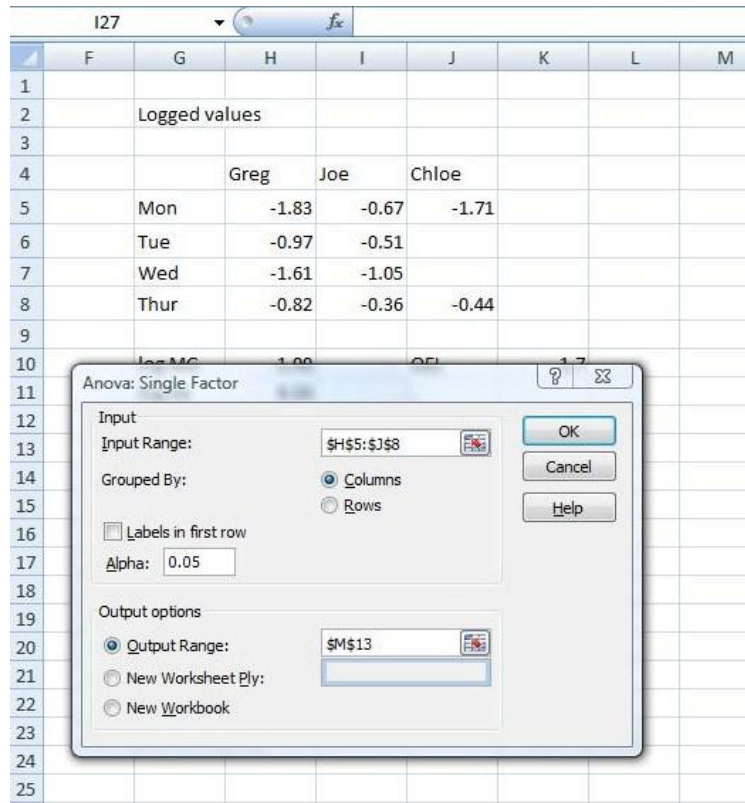 I27 fx
F G H I J K L M
1
2 Logged values
3
4 Greg Joe Chloe
5 Mon -1.83 -0.67 -1.71
6 Tue -0.97 -0.51
7 Wed -1.61 -1.05
8 Thur -0.82 -0.36 -0.44
9
10
11
12
13
14
15
16
17
18
19
20
21
22
23
24
25
Anova: Single Factor ?
Input
Input Range: $H$5:$J$8
Grouped By: Columns
Rows
Labels in first row
Alpha: 0.05
OK
Cancel
Help
Output options
Output Range: $M$13
New Worksheet Ply:
New Workbook